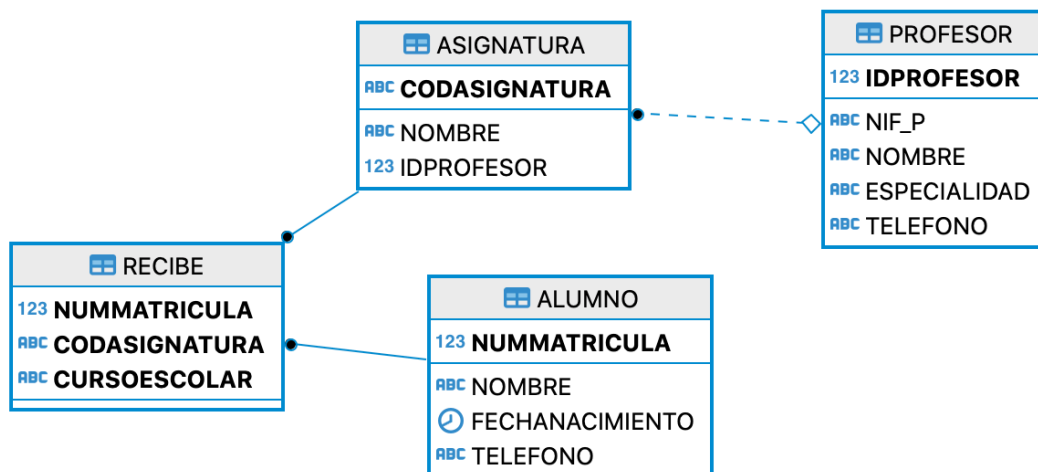 ASIGNATURA
ABC CODASIGNATURA
ABC NOMBRE
123 IDPROFESOR
PROFESOR
123 IDPROFESOR
ABC NIF_P
ABC NOMBRE
ABC ESPECIALIDAD
ABC TELEFONO
RECIBE
123 NUMMATRICULA
ABC CODASIGNATURA
ABC CURSOESCOLAR
ALUMNO
123 NUMMATRICULA
ABC NOMBRE
FECHANACIMIENTO
ABC TELEFONO